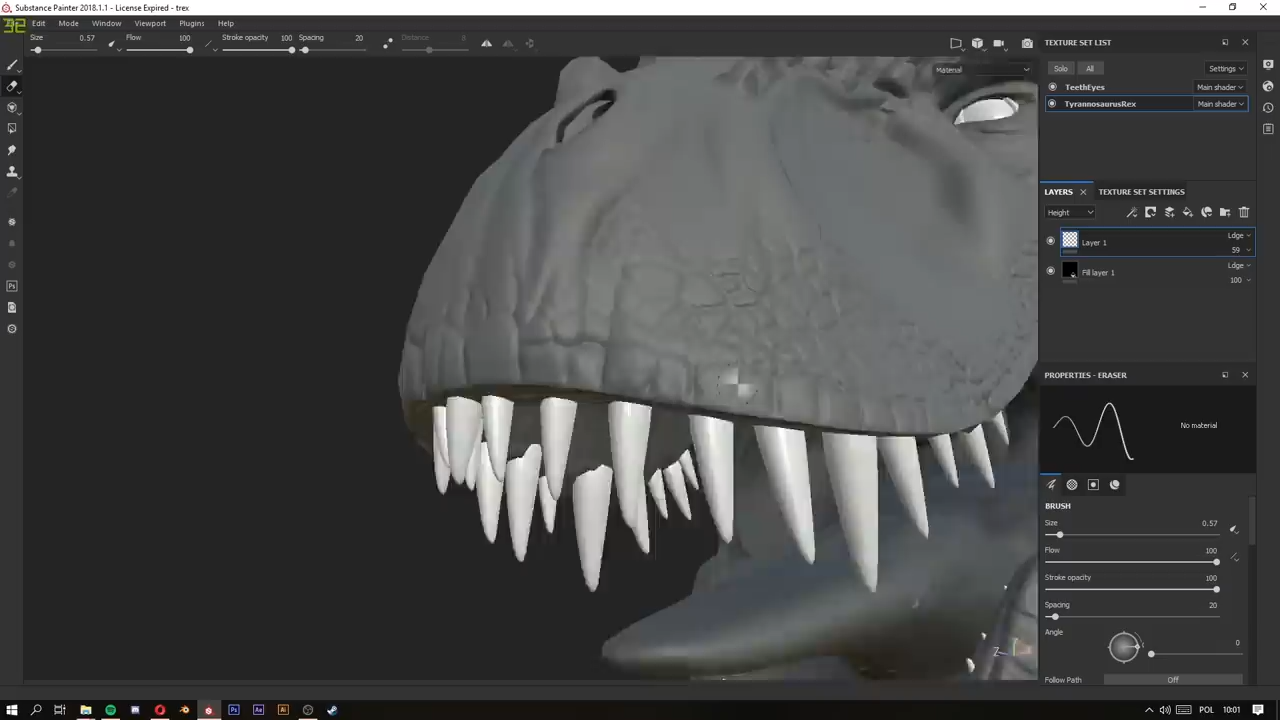 Substance Painter 2018.1.1 - License Expired - trex
32
Edit Mode Window Viewport Plugins Help
Size 0.57 Flow 100 Stroke opacity 100 Spacing 20 Distance 8
Material
TEXTURE SET LIST
Solo All Settings
TeethEyes Main shader
TyrannosaurusRex Main shader
LAYERS TEXTURE SET SETTINGS
Height
Layer 1 Ldge 59
Fill layer 1 Ldge 100
PROPERTIES - ERASER
No material
BRUSH
Size 0.57
Flow 100
Stroke opacity 100
Spacing 20
Angle 0
Follow Path Off
Z
POL 10:01